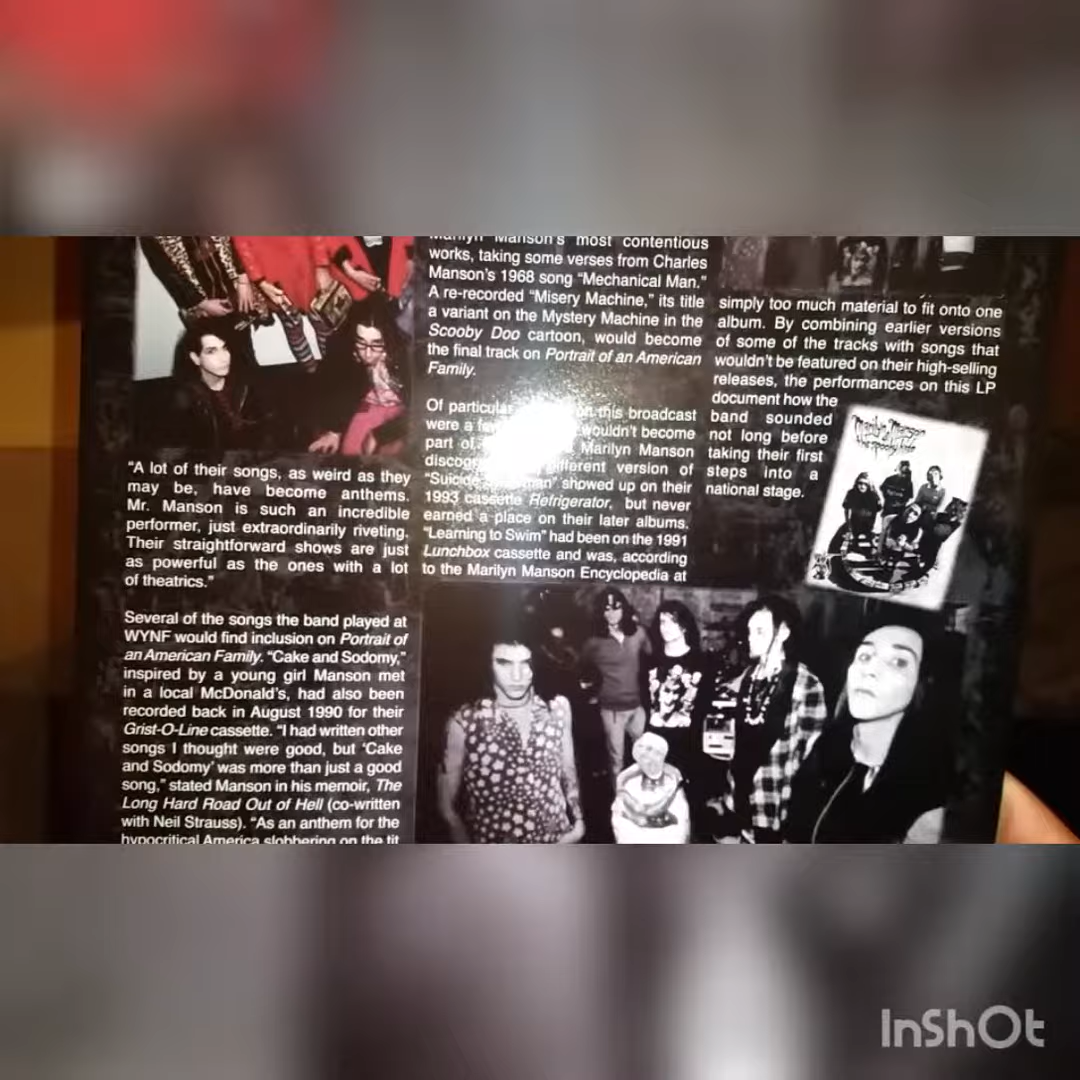 "A lot of their songs, as weird as they
may be, have become anthems.
Mr. Manson is such an incredible
performer, just extraordinarily riveting.
Their straightforward shows are just
as powerful as the ones with a lot
of theatrics."
Several of the songs the band played at
WYNF would find inclusion on Portrait of
an American Family. "Cake and Sodomy,"
inspired by a young girl Manson met
in a local McDonald's, had also been
recorded back in August 1990 for their
Grist-O-Line cassette. "I had written other
songs I thought were good, but 'Cake
and Sodomy' was more than just a good
song," stated Manson in his memoir, The
Long Hard Road Out of Hell (co-written
with Neil Strauss). "As an anthem for the
hypocritical America slobbering on the tit
Marilyn Manson's most contentious
works, taking some verses from Charles
Manson's 1968 song "Mechanical Man."
A re-recorded "Misery Machine," its title
a variant on the Mystery Machine in the
Scooby Doo cartoon, would become
the final track on Portrait of an American
Family.
Of particular on this broadcast
were a few wouldn't become
part of Marilyn Manson
different version of
"Suicide showed up on their
1993 cassette Refrigerator, but never
earned a place on their later albums.
"Learning to Swim" had been on the 1991
Lunchbox cassette and was, according
to the Marilyn Manson Encyclopedia at
simply too much material to fit onto one
album. By combining earlier versions
of some of the tracks with songs that
wouldn't be featured on their high-selling
releases, the performances on this LP
document how the
band sounded
not long before
taking their first
steps into a
national stage.
InShOt